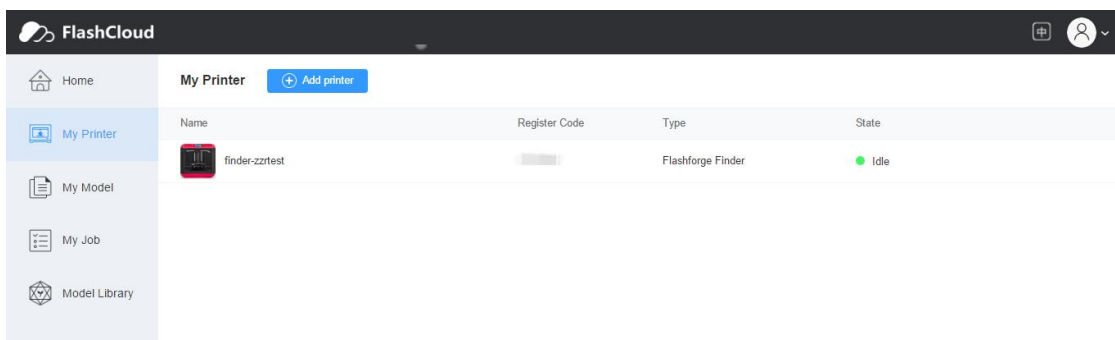 FlashCloud
中
Home
My Printer
My Model
My Job
Model Library
My Printer
Add printer
Name Register Code Type State
finder-zzrtest Flashforge Finder Idle